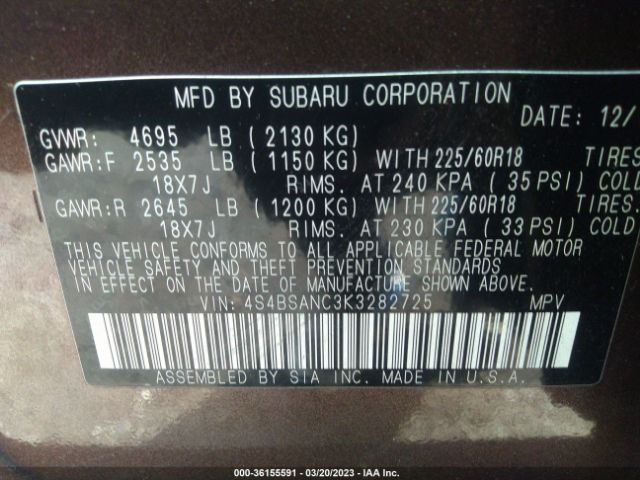 MFD BY SUBARU CORPORATION
DATE: 12/
GVWR: 4695 LB ( 2130 KG)
GAWR:F 2535 LB ( 1150 KG) WITH 225/60R18 TIRES
18X7J RIMS. AT 240 KPA ( 35 PSI) COLD
GAWR:R 2645 LB ( 1200 KG) WITH 225/60R18 TIRES.
18X7J RIMS. AT 230 KPA ( 33 PSI) COLD
THIS VEHICLE CONFORMS TO ALL APPLICABLE FEDERAL MOTOR
VEHICLE SAFETY AND THEFT PREVENTION STANDARDS
IN EFFECT ON THE DATE OF MANUFACTURE SHOWN ABOVE.
VIN: 4S4BSANC3K3282725 MPV
ASSEMBLED BY SIA INC. MADE IN U.S.A.
000-36155591 | 03/20/2023 | IAA Inc.